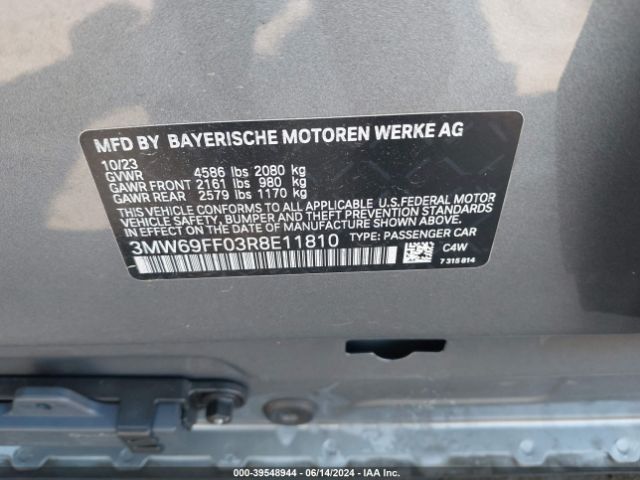 MFD BY BAYERISCHE MOTOREN WERKE AG
10/23
GVWR 4586 lbs 2080 kg
GAWR FRONT 2161 lbs 980 kg
GAWR REAR 2579 lbs 1170 kg
THIS VEHICLE CONFORMS TO ALL APPLICABLE U.S.FEDERAL MOTOR
VEHICLE SAFETY, BUMPER, AND THEFT PREVENTION STANDARDS
IN EFFECT ON THE DATE OF MANUFACTURE SHOWN ABOVE.
3MW69FF03R8E11810 TYPE: PASSENGER CAR
C4W
7 315 814
000-39548944 - 06/14/2024 - IAA Inc.